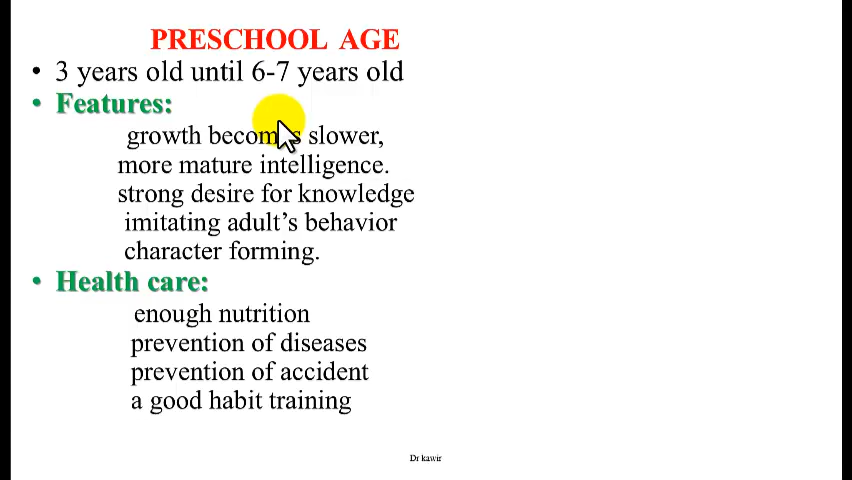 PRESCHOOL AGE
• 3 years old until 6-7 years old
• Features:
growth becomes slower,
more mature intelligence.
strong desire for knowledge
imitating adult's behavior
character forming.
• Health care:
enough nutrition
prevention of diseases
prevention of accident
a good habit training
Dr kawir